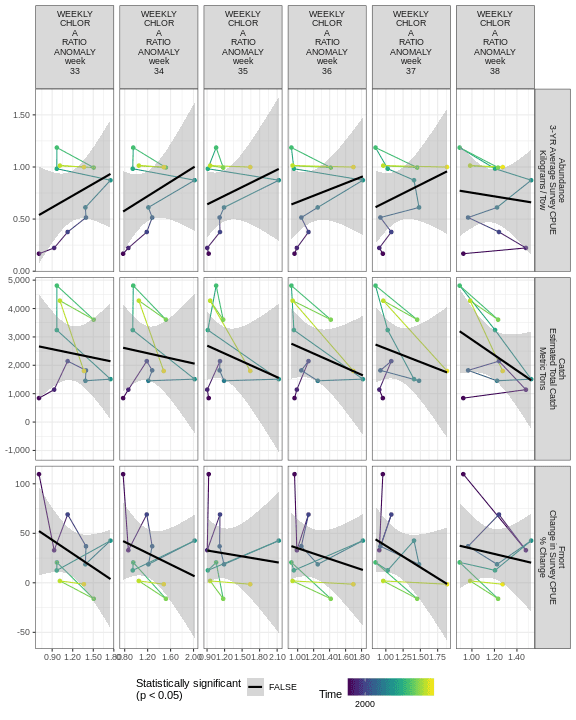 WEEKLY CHLOR A RATIO ANOMALY week 33
WEEKLY CHLOR A RATIO ANOMALY week 34
WEEKLY CHLOR A RATIO ANOMALY week 35
WEEKLY CHLOR A RATIO ANOMALY week 36
WEEKLY CHLOR A RATIO ANOMALY week 37
WEEKLY CHLOR A RATIO ANOMALY week 38
1.50
1.00
0.50
0.00
Abundance
3-YR Average Survey CPUE
Kilograms / Tow
5,000
4,000
3,000
2,000
1,000
0
-1,000
Catch
Estimated Total Catch
Metric Tons
100
50
0
-50
Fmort
Change in Survey CPUE
% Change
0.90 1.20 1.50 1.80
0.80 1.20 1.60 2.00
0.90 1.20 1.50 1.80 2.10
1.00 1.20 1.40 1.60 1.80
1.00 1.25 1.50 1.75
1.00 1.20 1.40
Statistically significant
(p < 0.05)
FALSE
Time
2000